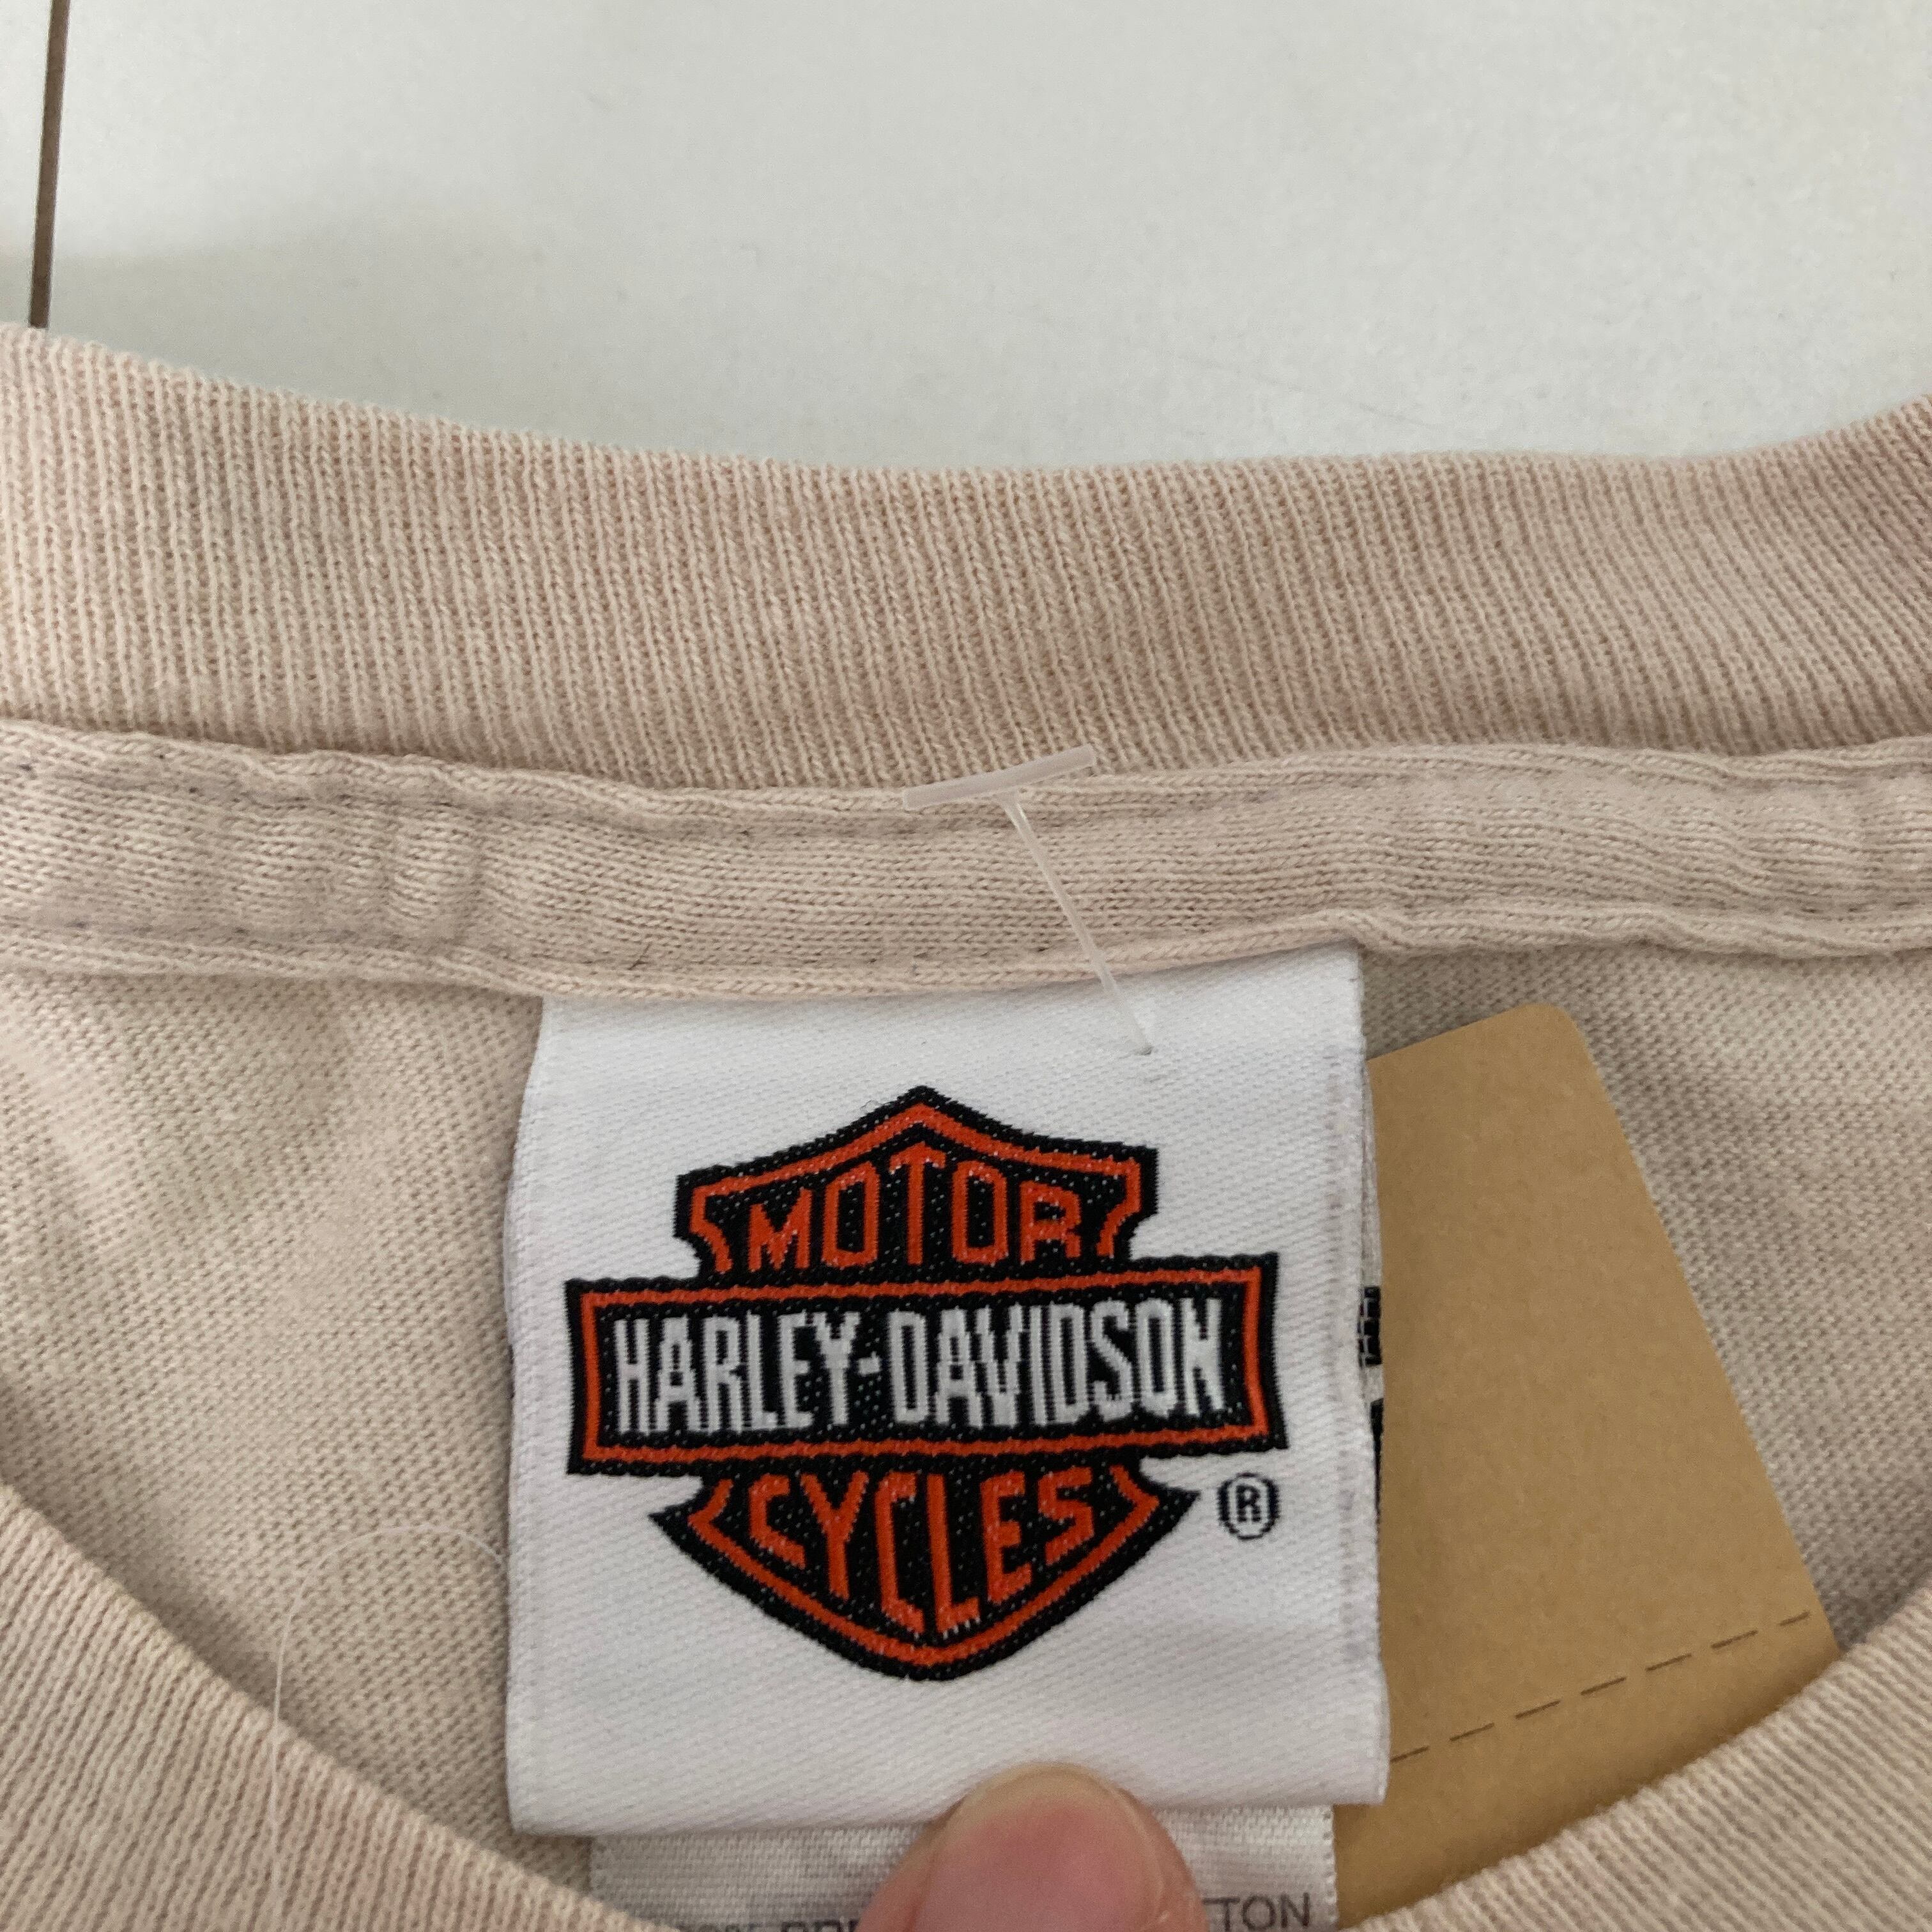 MOTOR
HARLEY-DAVIDSON
CYCLES
®